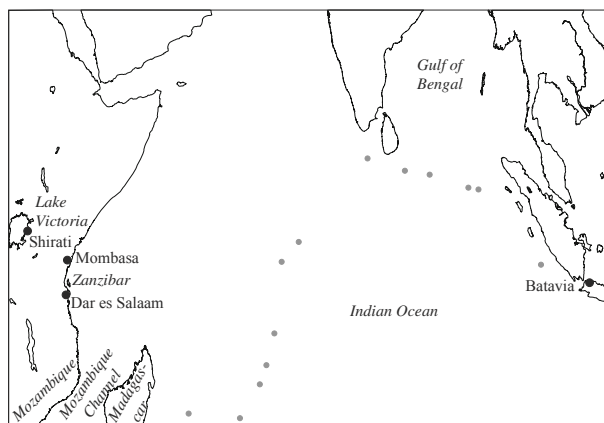 Gulf of
Bengal
Lake
Victoria
Shirati
Mombasa
Zanzibar
Dar es Salaam
Batavia
Indian Ocean
Mozambique
Mozambique
Channel
Madagas-
car